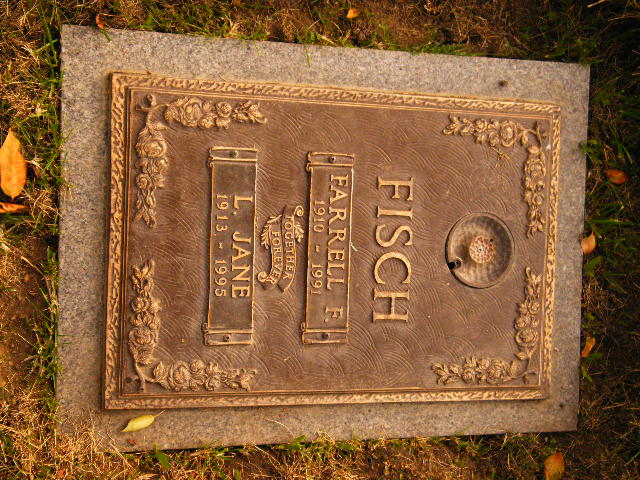 FISCH
FARRELL F.
1910 - 1991
TOGETHER
FOREVER
L. JANE
1913 - 1995